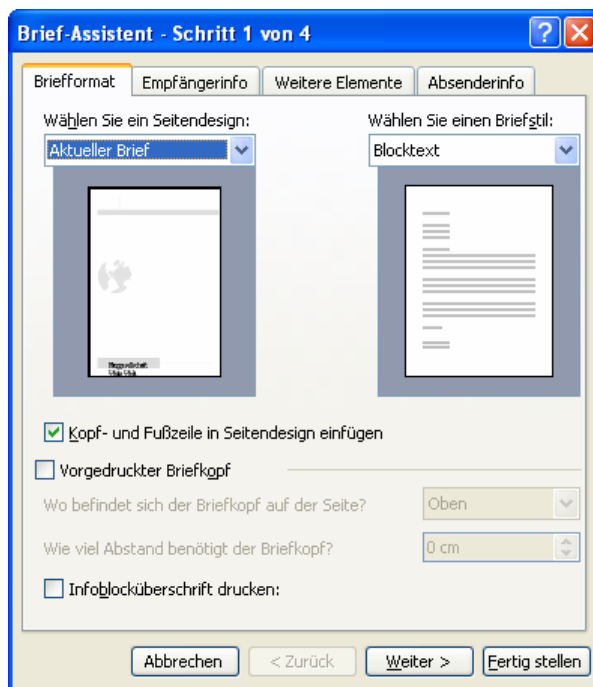 Brief-Assistent - Schritt 1 von 4
Briefformat Empfängerinfo Weitere Elemente Absenderinfo
Wählen Sie ein Seitendesign: Wählen Sie einen Briefstil:
Aktueller Brief Blocktext
Kopf- und Fußzeile in Seitendesign einfügen
Vorgedruckter Briefkopf
Wo befindet sich der Briefkopf auf der Seite? Oben
Wie viel Abstand benötigt der Briefkopf? 0 cm
Infoblocküberschrift drucken:
Abbrechen < Zurück Weiter > Fertig stellen